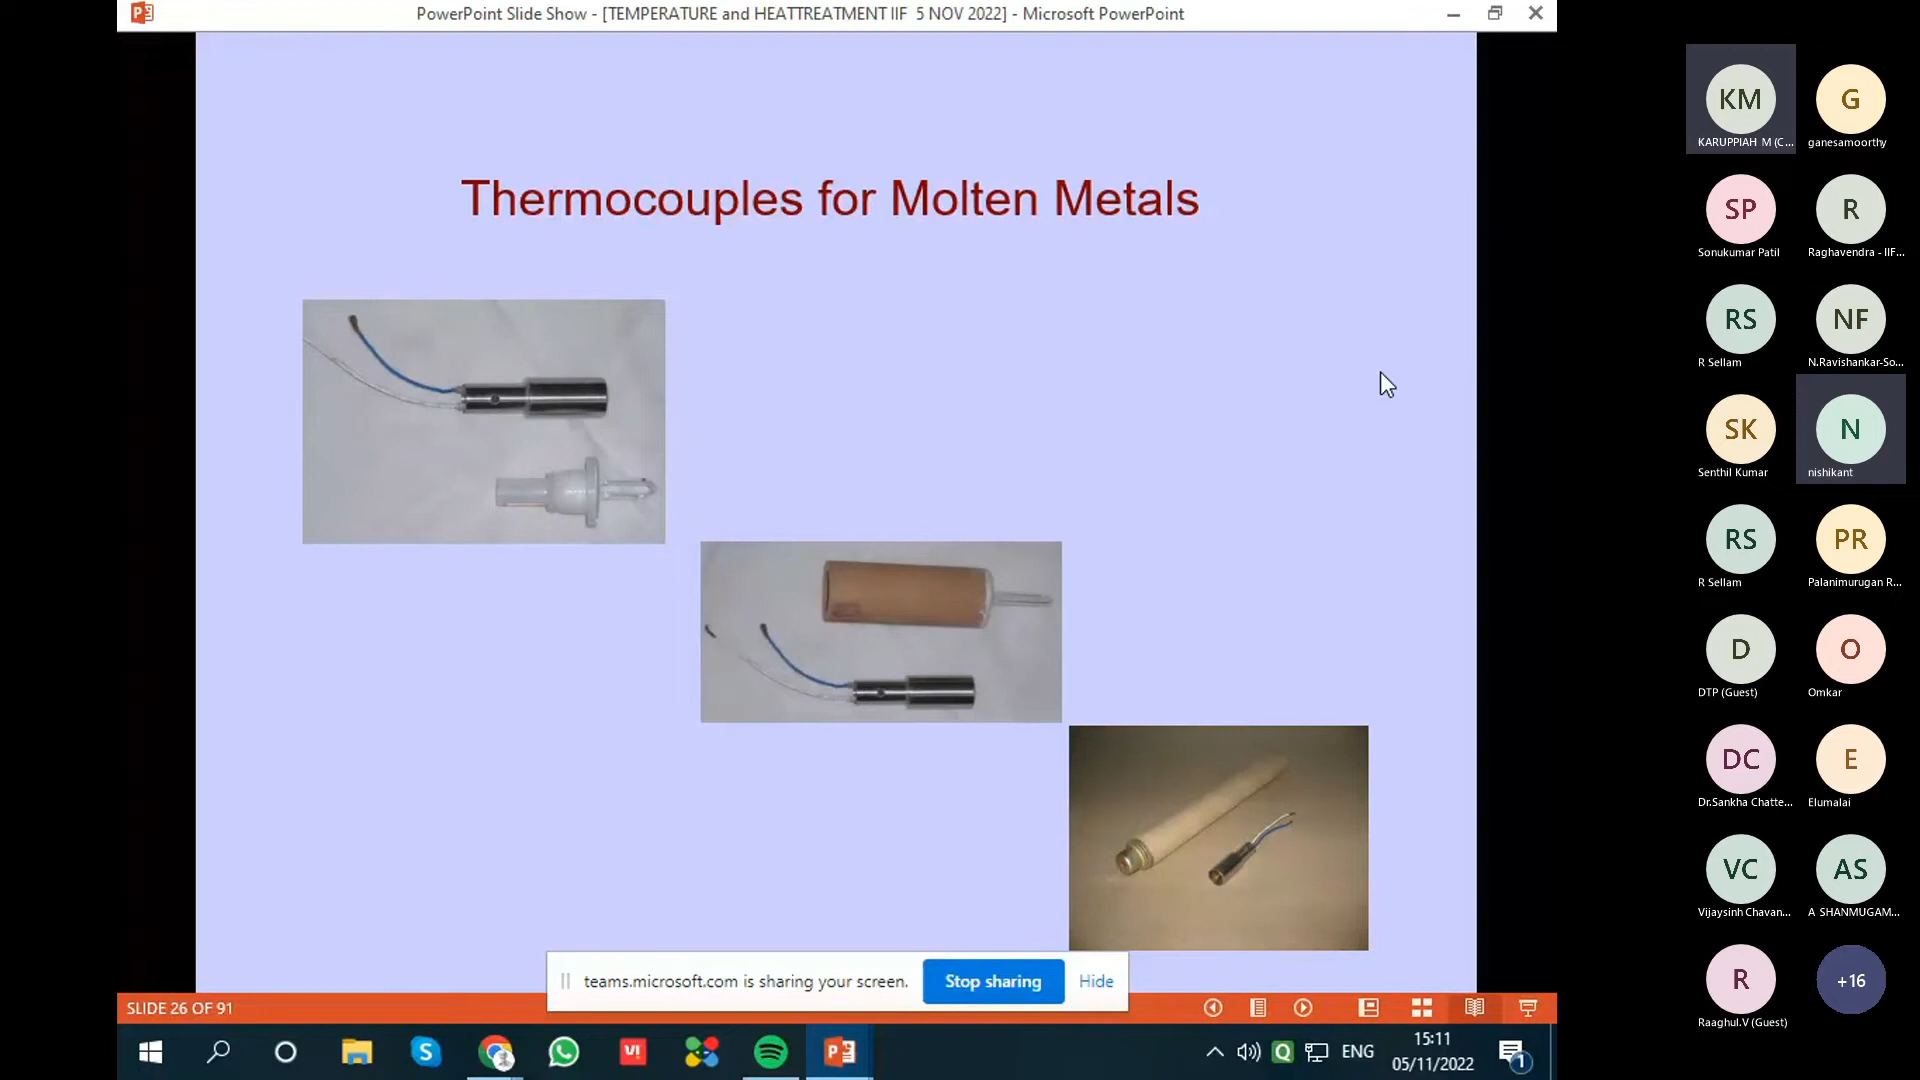 PowerPoint Slide Show - [TEMPERATURE and HEATTREATMENT IIF 5 NOV 2022] - Microsoft PowerPoint
Thermocouples for Molten Metals
teams.microsoft.com is sharing your screen.
Stop sharing
Hide
SLIDE 26 OF 91
ENG
15:11
05/11/2022
1
KM
KARUPPIAH M (C...
G
ganesamoorthy
SP
Sonukumar Patil
R
Raghavendra - IIF...
RS
R Sellam
NF
N.Ravishankar-So...
SK
Senthil Kumar
N
nishikant
RS
R Sellam
PR
Palanimurugan R...
D
DTP (Guest)
O
Omkar
DC
Dr.Sankha Chatte...
E
Elumalai
VC
Vijaysinh Chavan...
AS
A SHANMUGAM...
R
Raaghul.V (Guest)
+16